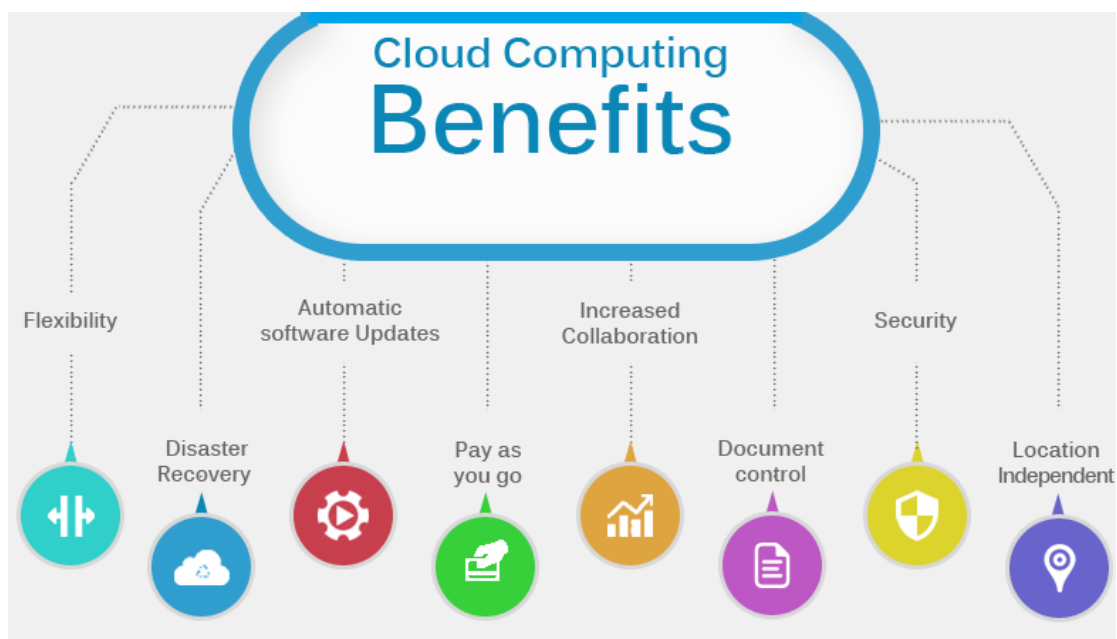 Cloud Computing
Benefits
Flexibility
Disaster
Recovery
Automatic
software Updates
Pay as
you go
Increased
Collaboration
Document
control
Security
Location
Independent